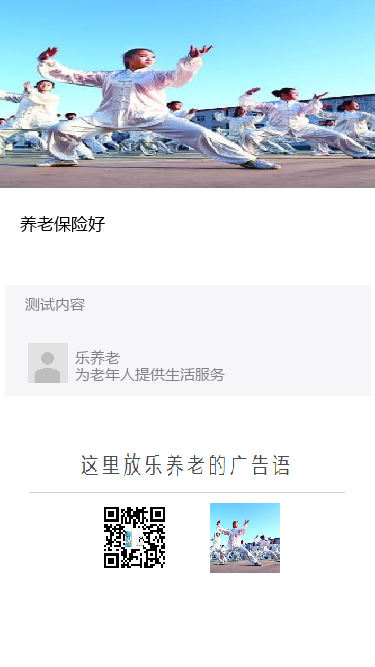 养老保险好
测试内容
乐养老
为老年人提供生活服务
这里放乐养老的广告语